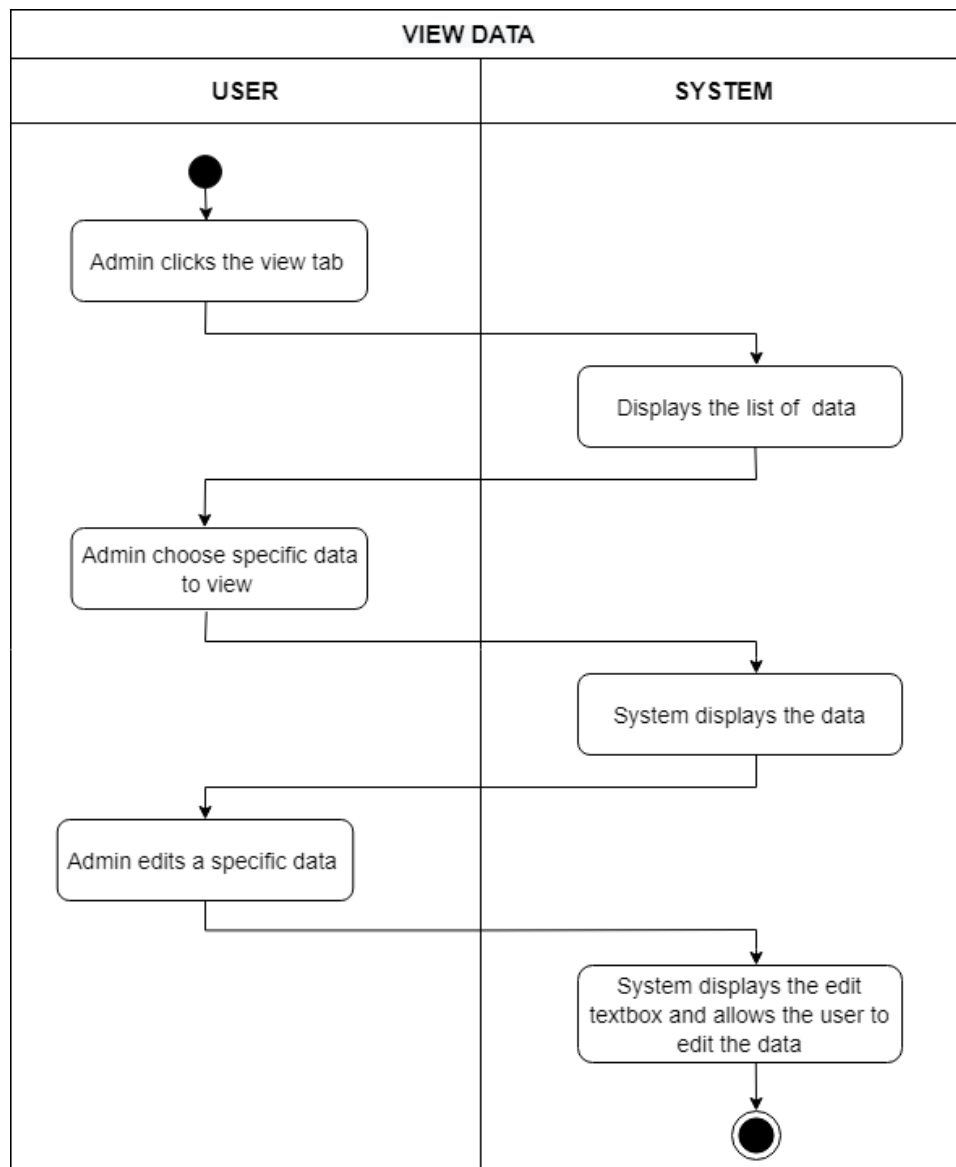 VIEW DATA
USER
SYSTEM
Admin clicks the view tab
Displays the list of data
Admin choose specific data
to view
System displays the data
Admin edits a specific data
System displays the edit
textbox and allows the user to
edit the data